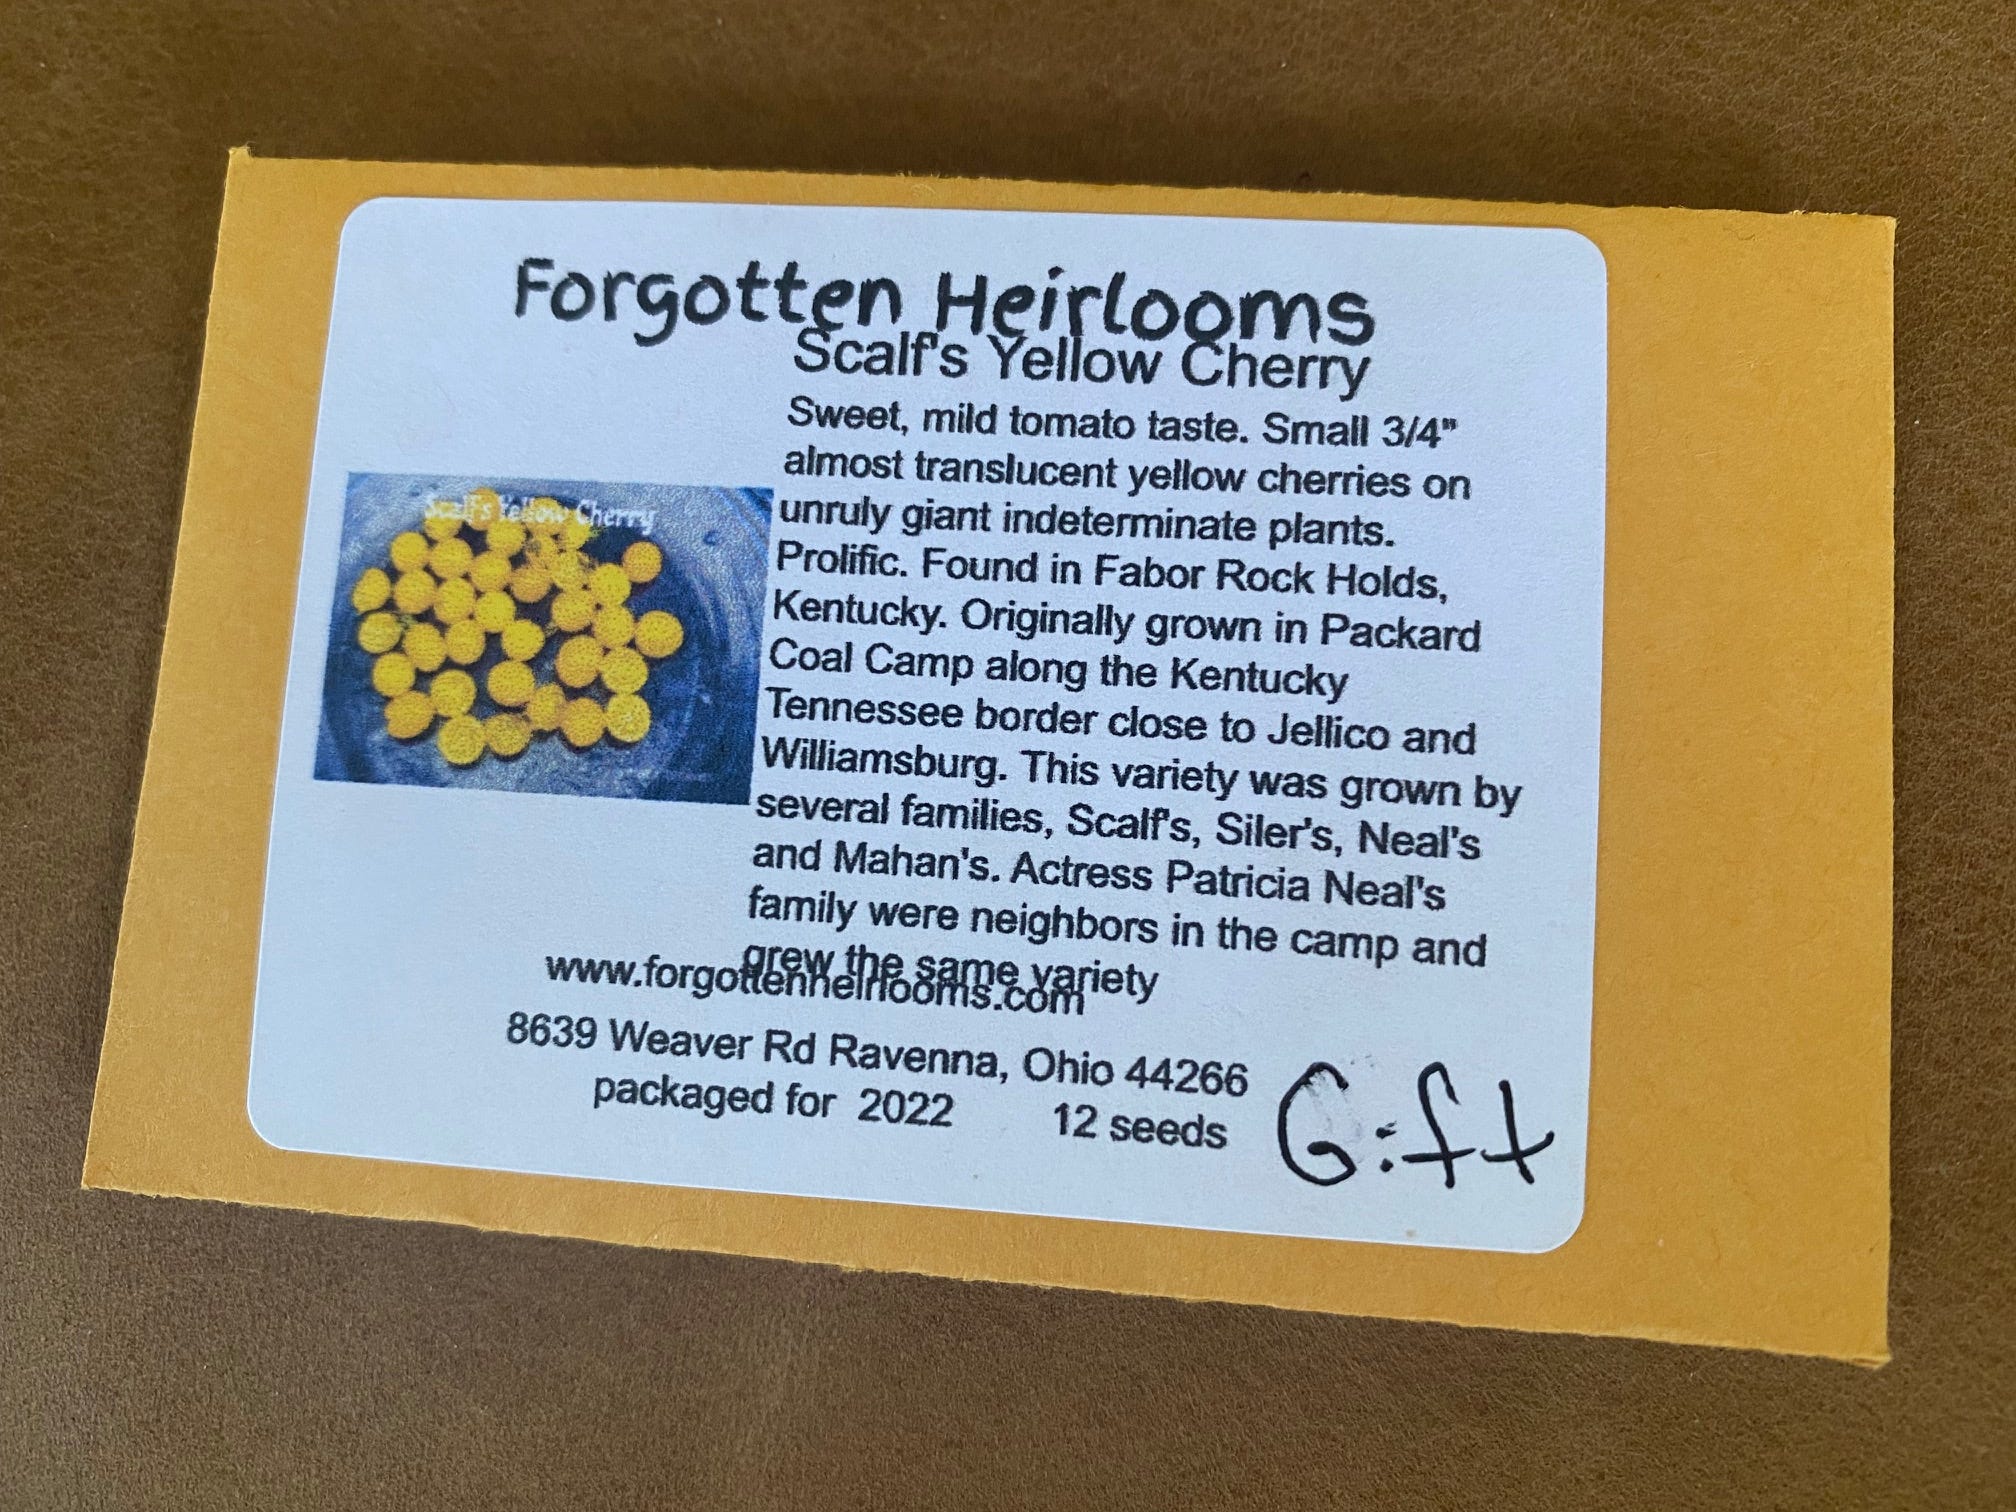 Forgotten Heirlooms
Scalf's Yellow Cherry
Sweet, mild tomato taste. Small 3/4"
almost translucent yellow cherries on
unruly giant indeterminate plants.
Prolific. Found in Fabor Rock Holds,
Kentucky. Originally grown in Packard
Coal Camp along the Kentucky
Tennessee border close to Jellico and
Williamsburg. This variety was grown by
several families, Scalf's, Siler's, Neal's
and Mahan's. Actress Patricia Neal's
family were neighbors in the camp and
grew the same variety
Scalf's Yellow Cherry
www.forgottenheirlooms.com
8639 Weaver Rd Ravenna, Ohio 44266
packaged for 2022 12 seeds
Gift